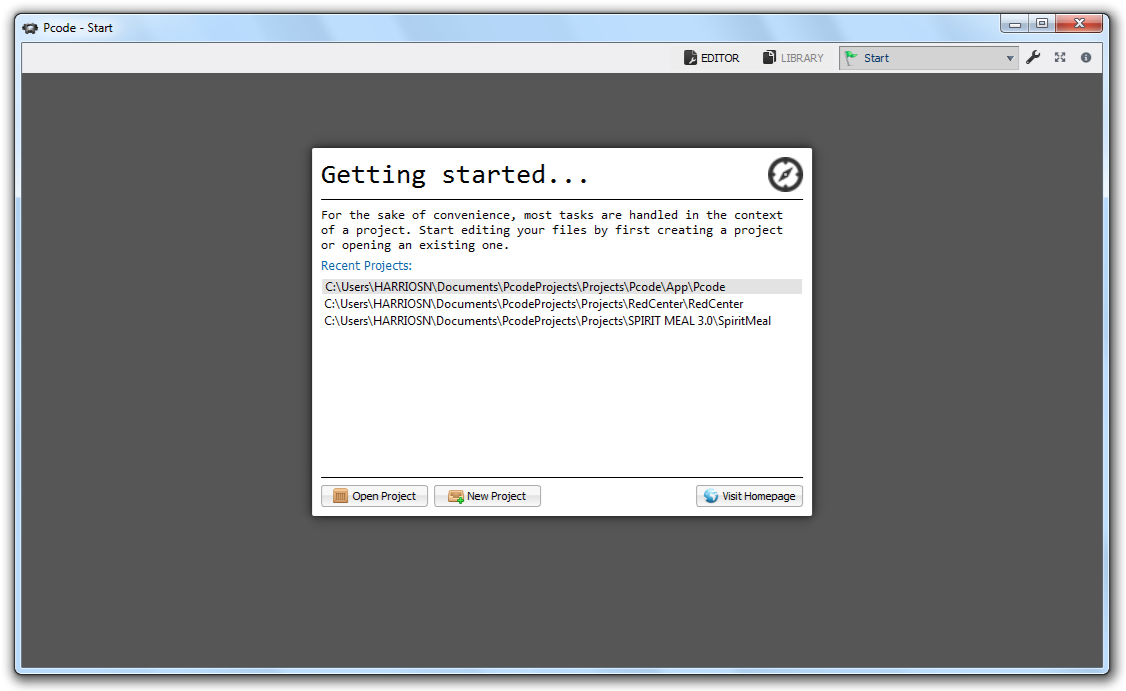 Pcode - Start
EDITOR LIBRARY Start
Getting started...
For the sake of convenience, most tasks are handled in the context
of a project. Start editing your files by first creating a project
or opening an existing one.
Recent Projects:
C:\Users\HARRIOSN\Documents\PcodeProjects\Projects\Pcode\App\Pcode
C:\Users\HARRIOSN\Documents\PcodeProjects\Projects\RedCenter\RedCenter
C:\Users\HARRIOSN\Documents\PcodeProjects\Projects\SPIRIT MEAL 3.0\SpiritMeal
Open Project New Project Visit Homepage